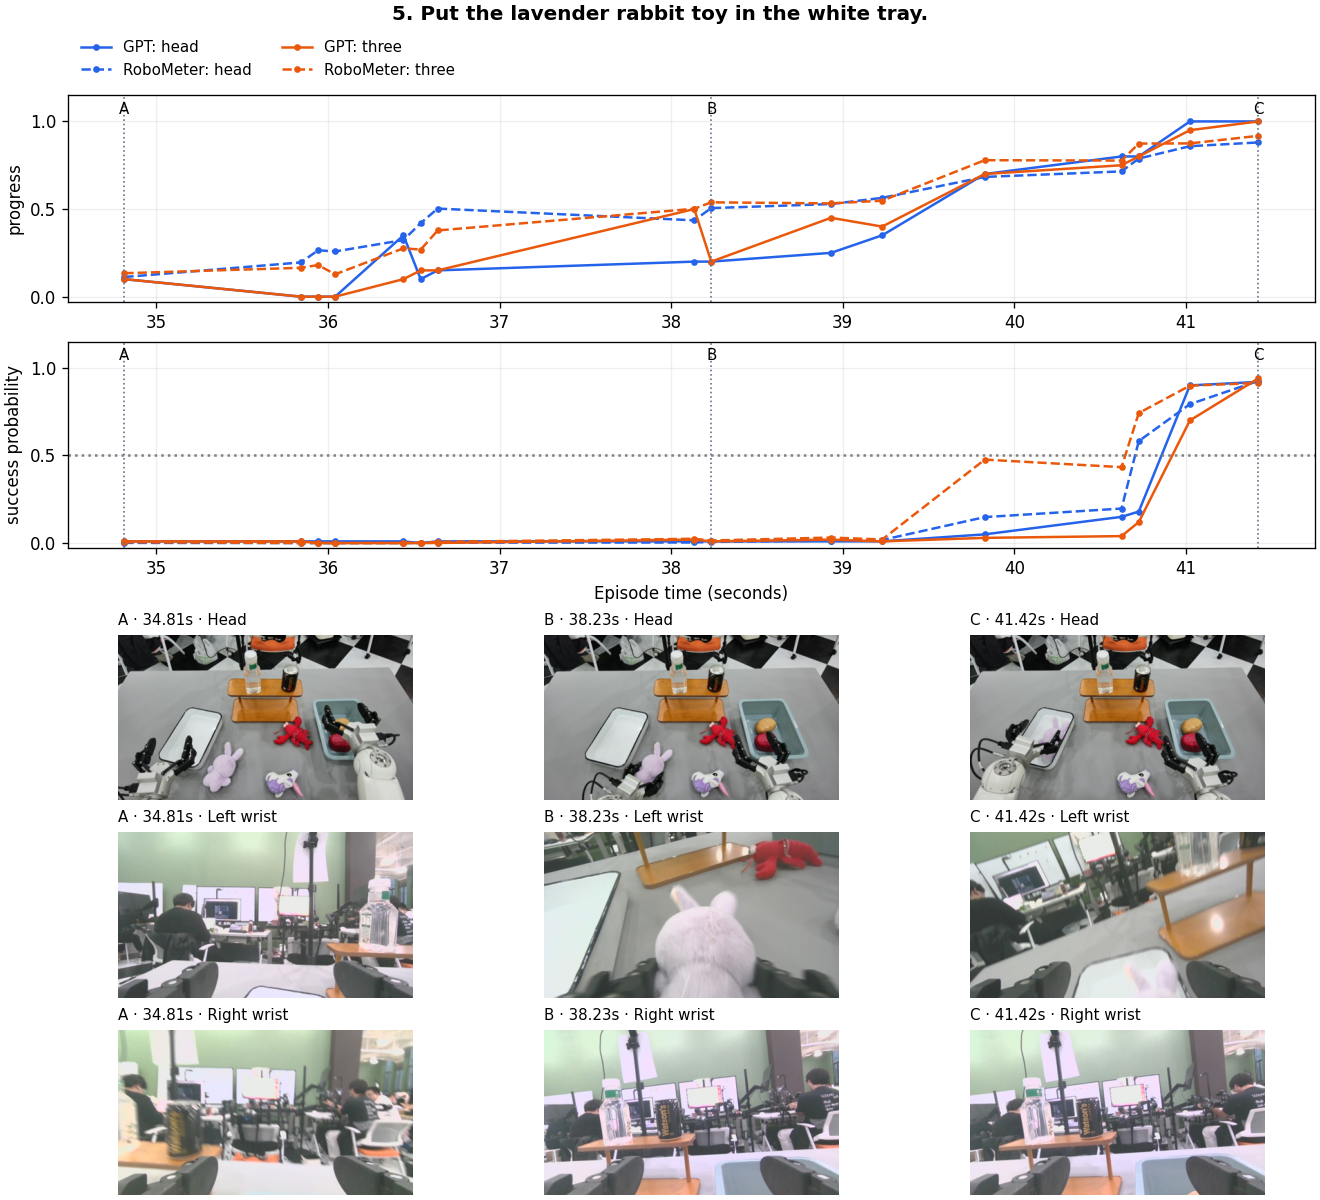 5. Put the lavender rabbit toy in the white tray.
GPT: head
GPT: three
RoboMeter: head
RoboMeter: three
A
B
C
1.0
0.5
0.0
progress
35
36
37
38
39
40
41
A
B
C
1.0
0.5
0.0
success probability
35
36
37
38
39
40
41
Episode time (seconds)
A · 34.81s · Head
B · 38.23s · Head
C · 41.42s · Head
A · 34.81s · Left wrist
B · 38.23s · Left wrist
C · 41.42s · Left wrist
A · 34.81s · Right wrist
B · 38.23s · Right wrist
C · 41.42s · Right wrist
Watson's
Watson's